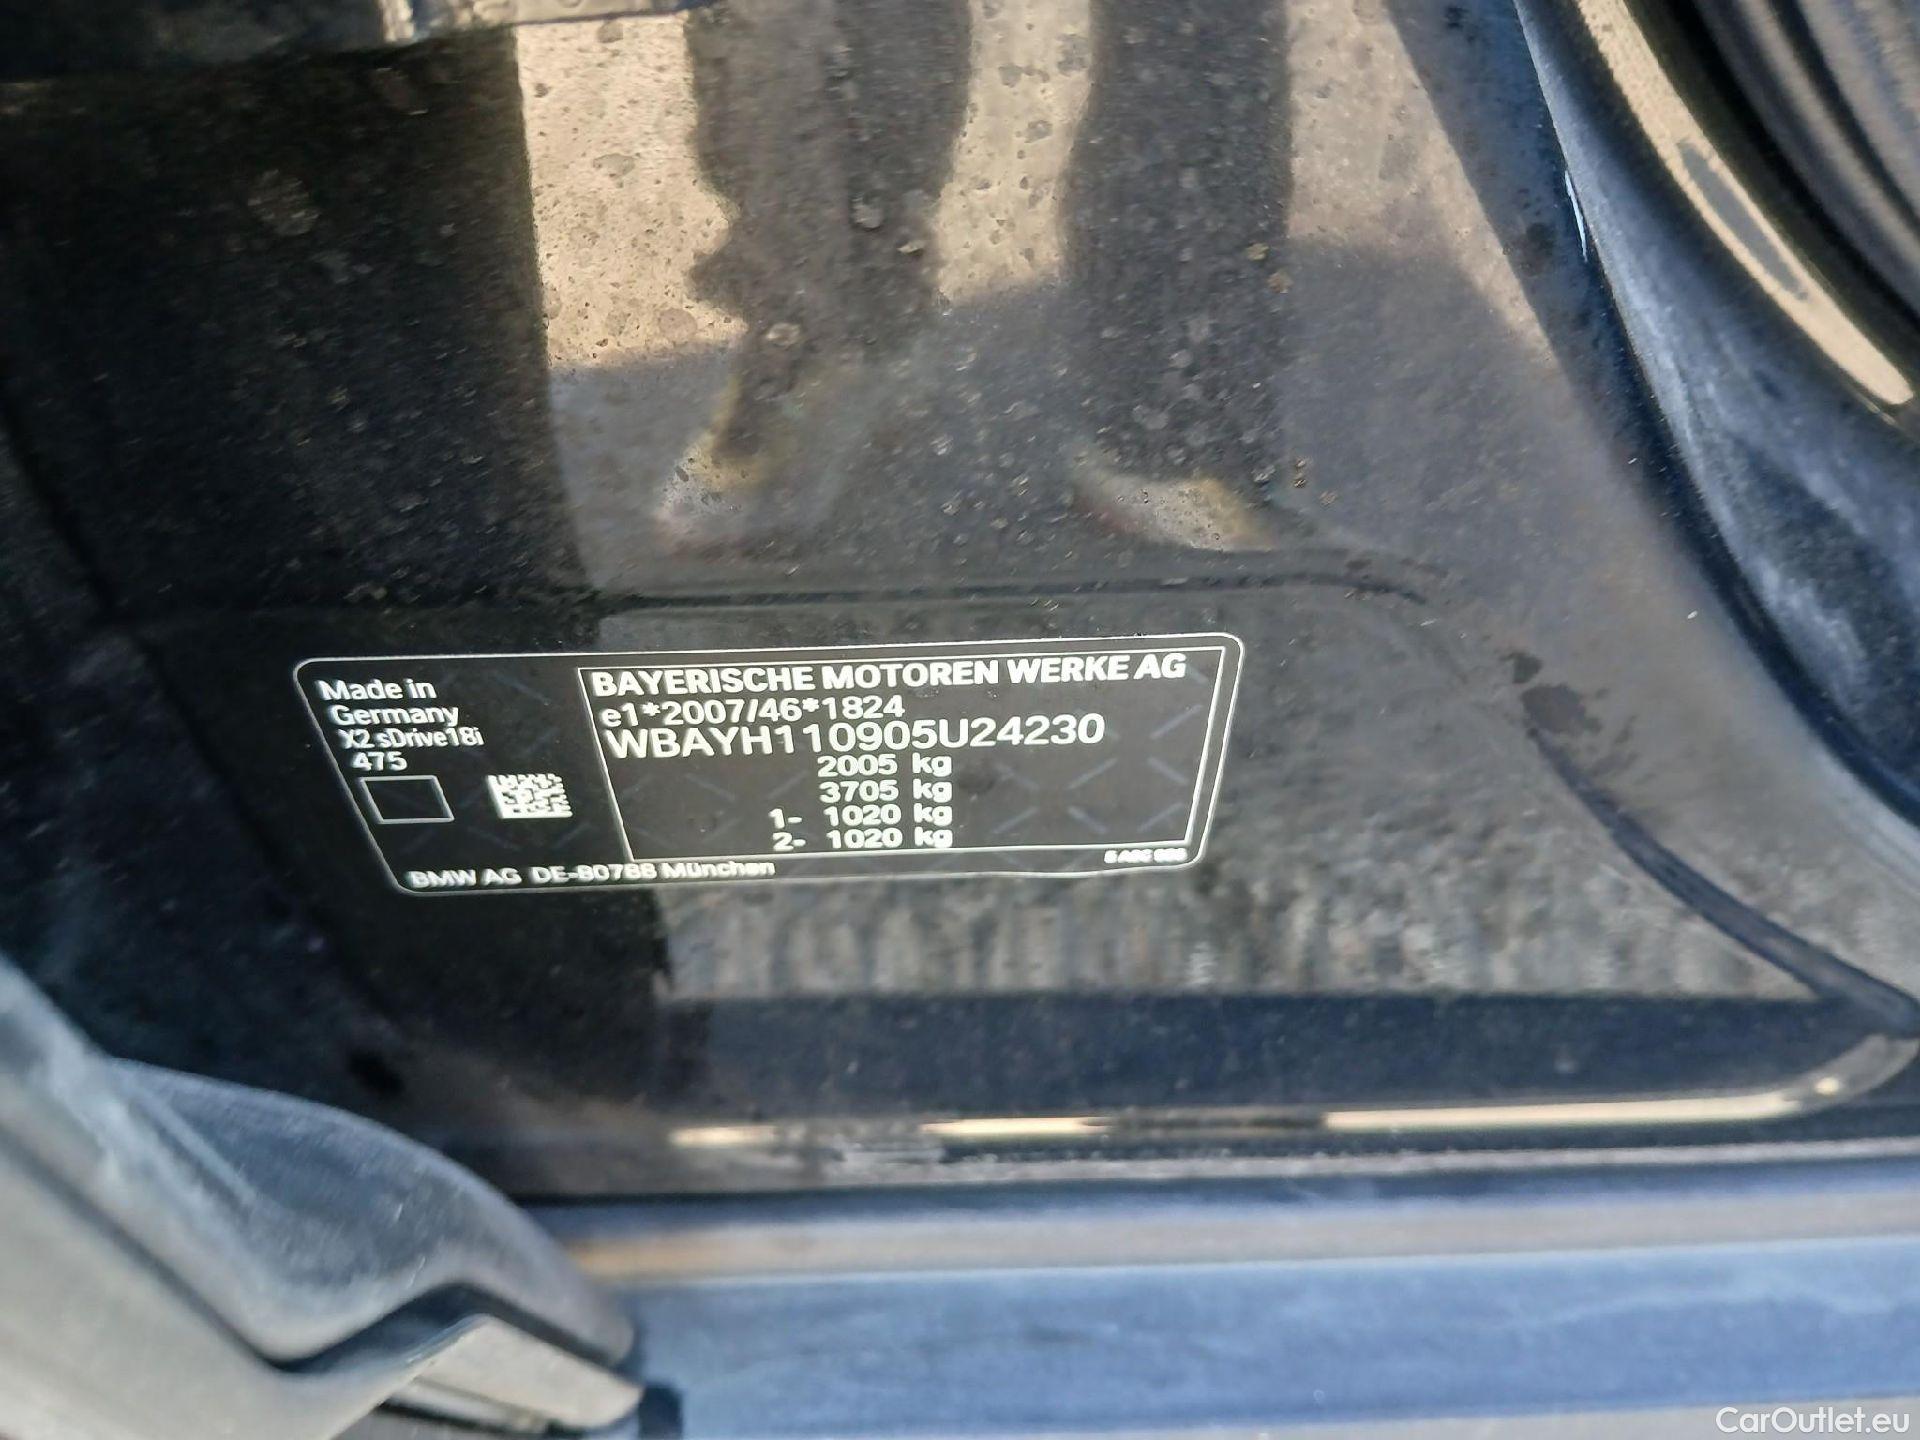 Made in
Germany
X2 sDrive18i
475
BAYERISCHE MOTOREN WERKE AG
e1*2007/46*1824
WBAYH110905U24230
2005 kg
3705 kg
1- 1020 kg
2- 1020 kg
BMW AG DE-80788 München
CarOutlet.eu